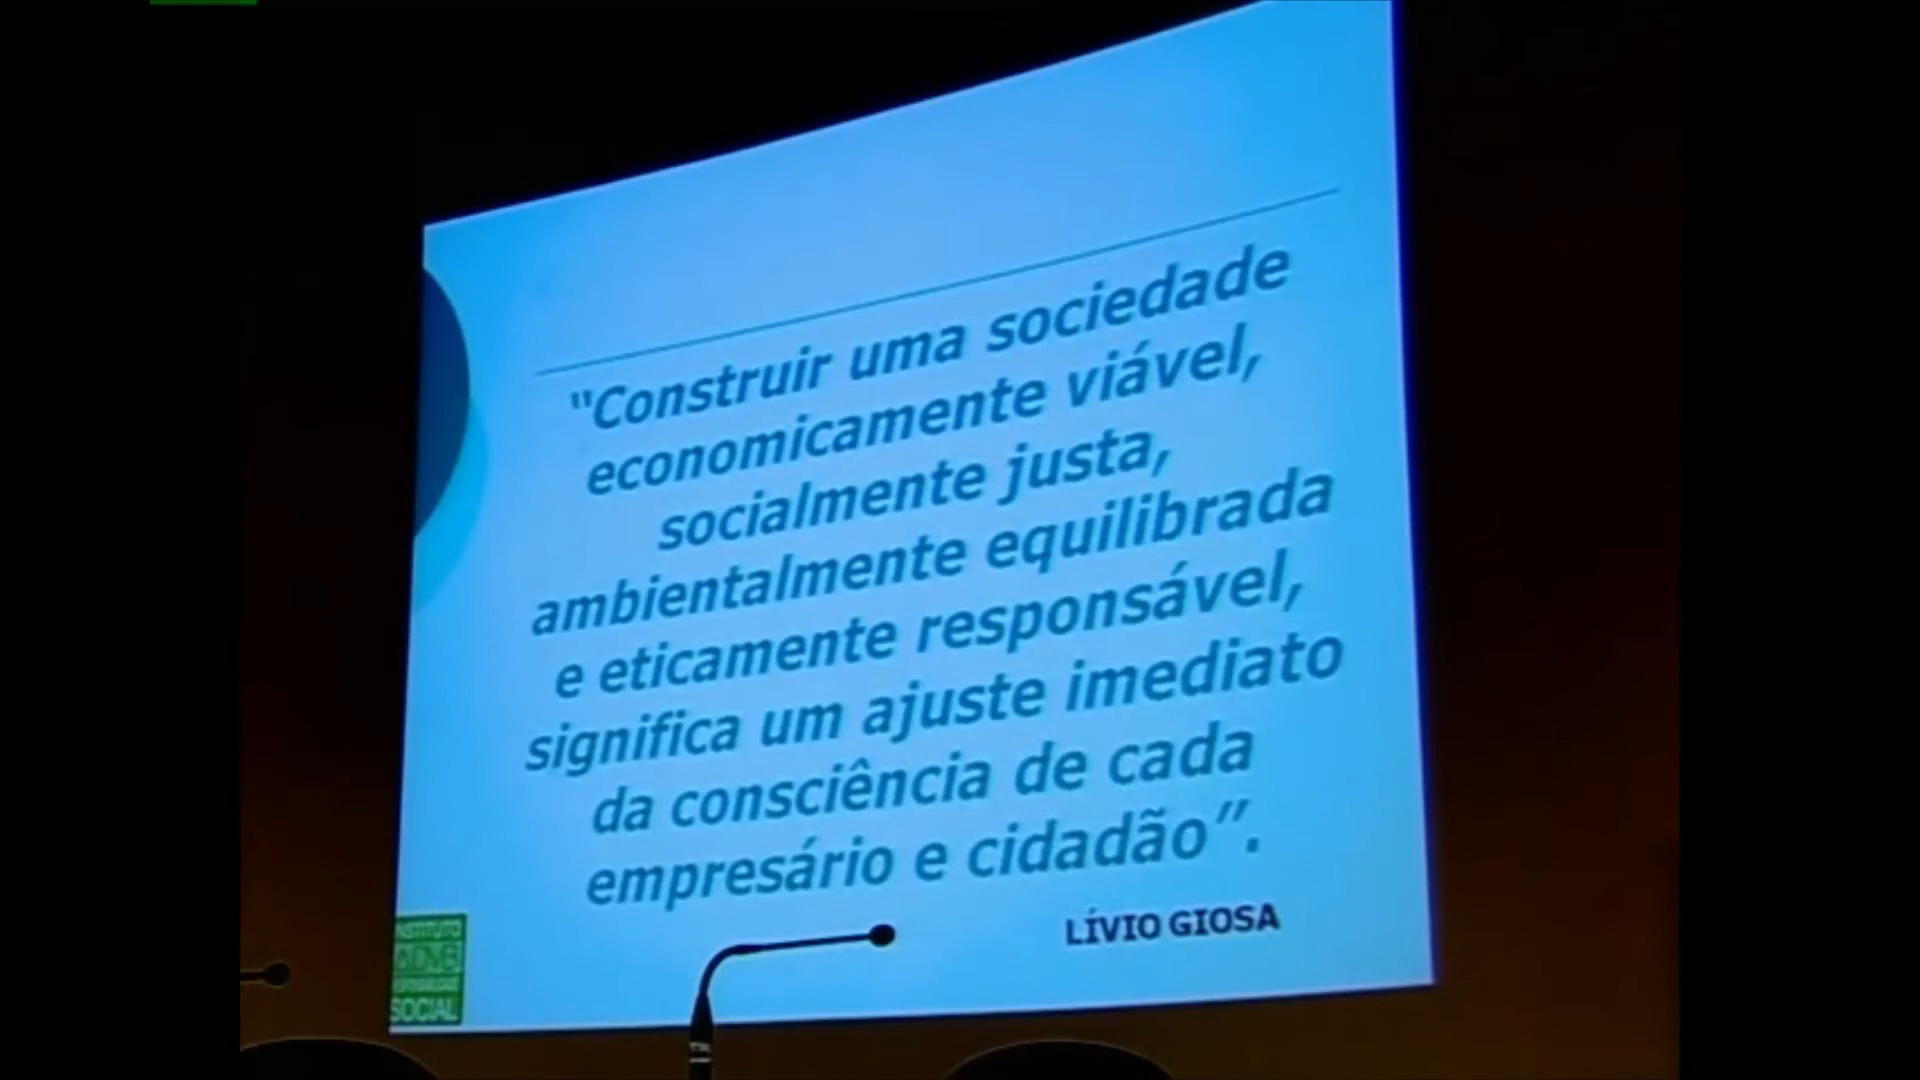 "Construir uma sociedade
economicamente viável,
socialmente justa,
ambientalmente equilibrada
e eticamente responsável,
significa um ajuste imediato
da consciência de cada
empresário e cidadão".
LÍVIO GIOSA
ADVB
SOCIAL